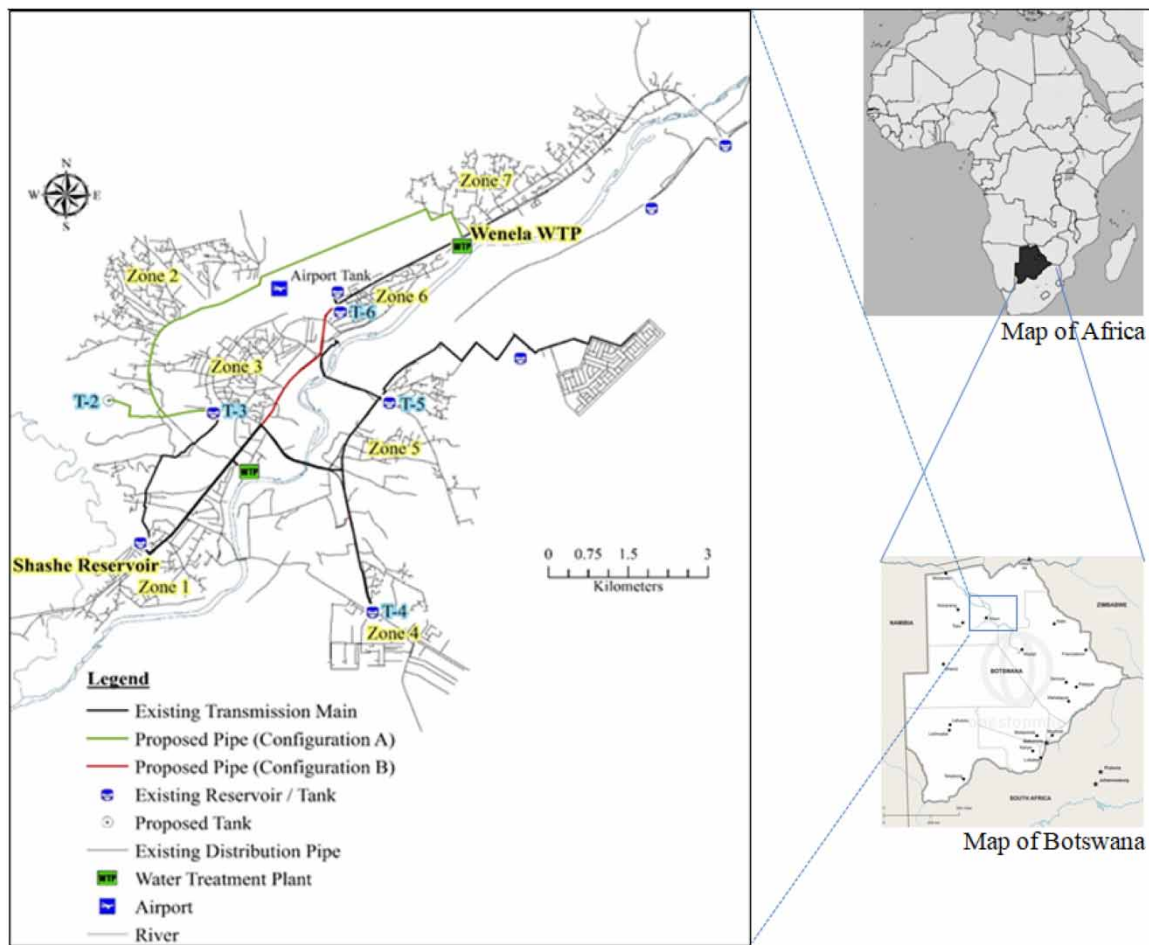 N
W
E
S
Zone 7
Wenela WTP
WTP
Zone 2
Airport Tank
Zone 6
T-6
Zone 3
T-2
T-3
T-5
Zone 5
WTP
Shashe Reservoir
Zone 1
0 0.75 1.5 3
Kilometers
T-4
Zone 4
Legend
Existing Transmission Main
Proposed Pipe (Configuration A)
Proposed Pipe (Configuration B)
Existing Reservoir / Tank
Proposed Tank
Existing Distribution Pipe
WTP Water Treatment Plant
Airport
River
Map of Africa
NAMIBIA
ZIMBABWE
BOTSWANA
SOUTH AFRICA
Map of Botswana